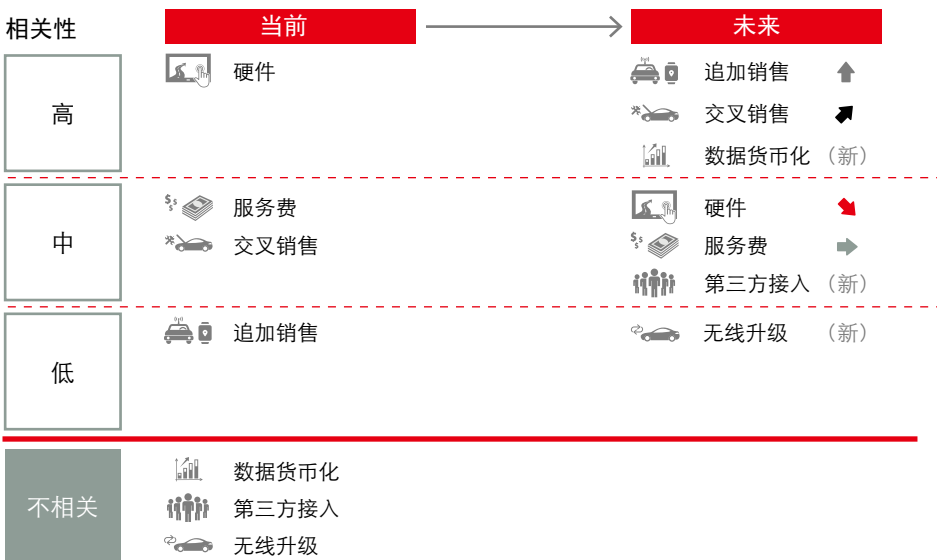 相关性 当前 未来
高
硬件 追加销售
交叉销售
数据货币化 （新）
中
服务费 硬件
交叉销售 服务费
第三方接入 （新）
低
追加销售 无线升级 （新）
不相关
数据货币化
第三方接入
无线升级